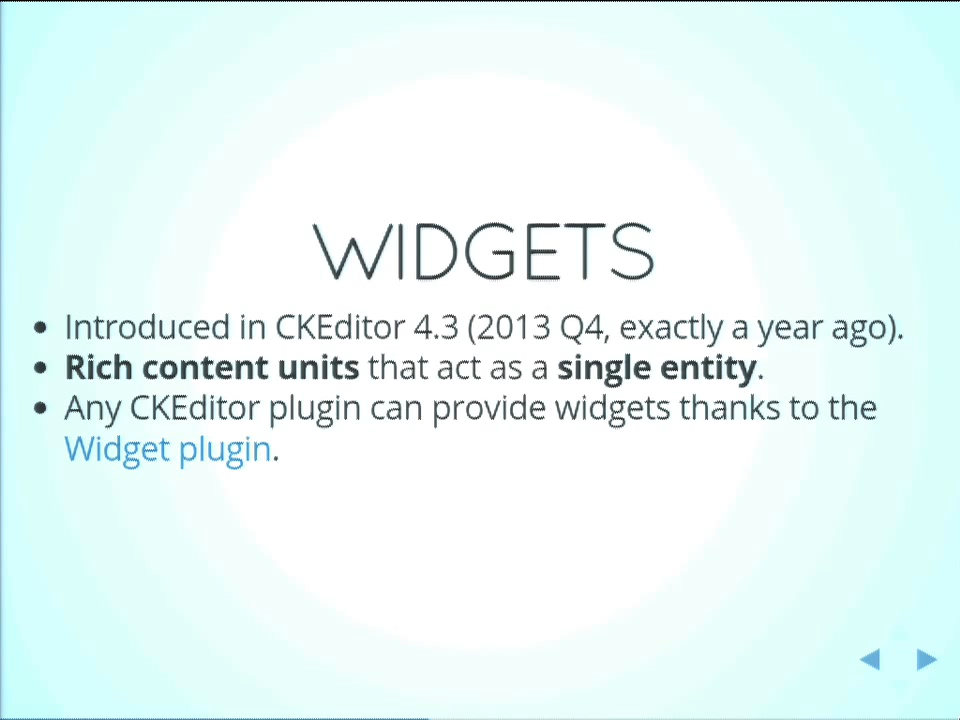 WIDGETS
Introduced in CKEditor 4.3 (2013 Q4, exactly a year ago).
Rich content units that act as a single entity.
Any CKEditor plugin can provide widgets thanks to the
Widget plugin.